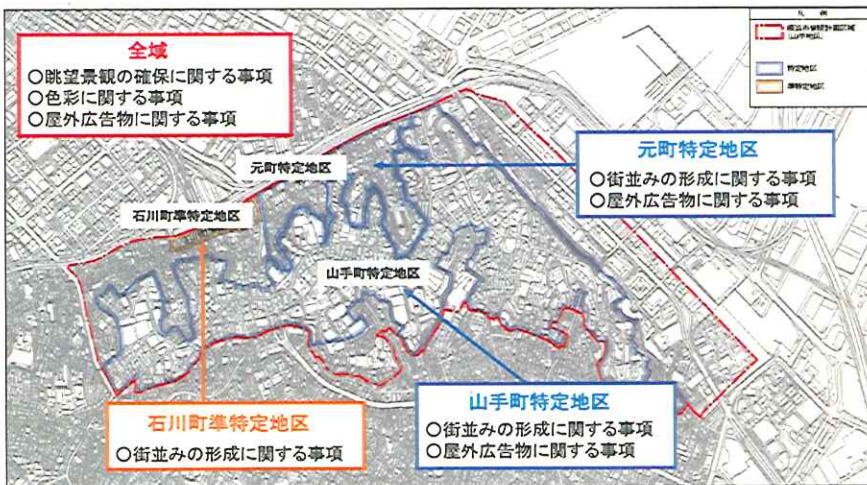 全域
○眺望景観の確保に関する事項
○色彩に関する事項
○屋外広告物に関する事項
凡 例
(山手地区)
特定地区
準特定地区
元町特定地区
石川町準特定地区
山手町特定地区
元町特定地区
○街並みの形成に関する事項
○屋外広告物に関する事項
石川町準特定地区
○街並みの形成に関する事項
山手町特定地区
○街並みの形成に関する事項
○屋外広告物に関する事項